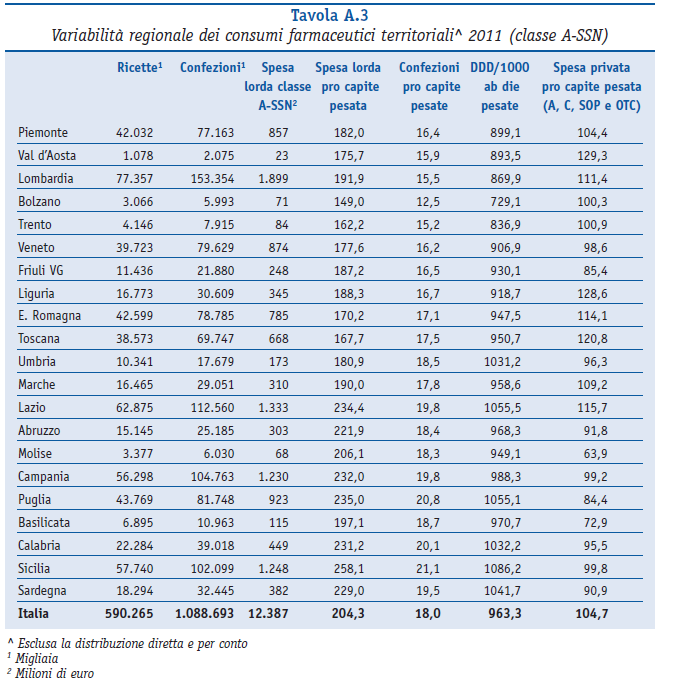 Tavola A.3
Variabilità regionale dei consumi farmaceutici territoriali^ 2011 (classe A-SSN)
Ricette¹ Confezioni¹ Spesa Spesa lorda Confezioni DDD/1000 Spesa privata
lorda classe pro capite pro capite ab die pro capite pesata
A-SSN² pesata pesate pesate (A, C, SOP e OTC)
Piemonte 42.032 77.163 857 182,0 16,4 899,1 104,4
Val d'Aosta 1.078 2.075 23 175,7 15,9 893,5 129,3
Lombardia 77.357 153.354 1.899 191,9 15,5 869,9 111,4
Bolzano 3.066 5.993 71 149,0 12,5 729,1 100,3
Trento 4.146 7.915 84 162,2 15,2 836,9 100,9
Veneto 39.723 79.629 874 177,6 16,2 906,9 98,6
Friuli VG 11.436 21.880 248 187,2 16,5 930,1 85,4
Liguria 16.773 30.609 345 188,3 16,7 918,7 128,6
E. Romagna 42.599 78.785 785 170,2 17,1 947,5 114,1
Toscana 38.573 69.747 668 167,7 17,5 950,7 120,8
Umbria 10.341 17.679 173 180,9 18,5 1031,2 96,3
Marche 16.465 29.051 310 190,0 17,8 958,6 109,2
Lazio 62.875 112.560 1.333 234,4 19,8 1055,5 115,7
Abruzzo 15.145 25.185 303 221,9 18,4 968,3 91,8
Molise 3.377 6.030 68 206,1 18,3 949,1 63,9
Campania 56.298 104.763 1.230 232,0 19,8 988,3 99,2
Puglia 43.769 81.748 923 235,0 20,8 1055,1 84,4
Basilicata 6.895 10.963 115 197,1 18,7 970,7 72,9
Calabria 22.284 39.018 449 231,2 20,1 1032,2 95,5
Sicilia 57.740 102.099 1.248 258,1 21,1 1086,2 99,8
Sardegna 18.294 32.445 382 229,0 19,5 1041,7 90,9
Italia 590.265 1.088.693 12.387 204,3 18,0 963,3 104,7
^ Esclusa la distribuzione diretta e per conto
¹ Migliaia
² Milioni di euro